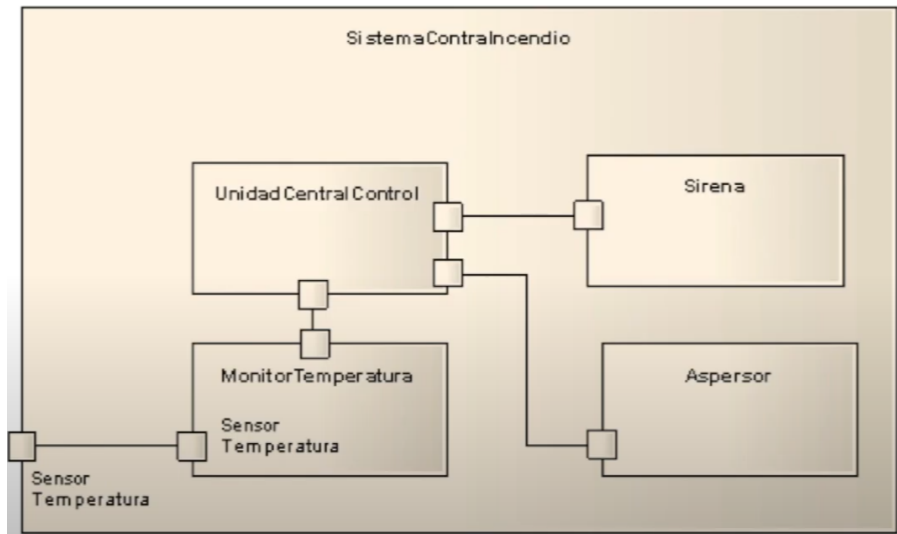 SistemaContraIncendio
UnidadCentralControl
Sirena
MonitorTemperatura
Aspersor
Sensor
Temperatura
Sensor
Temperatura